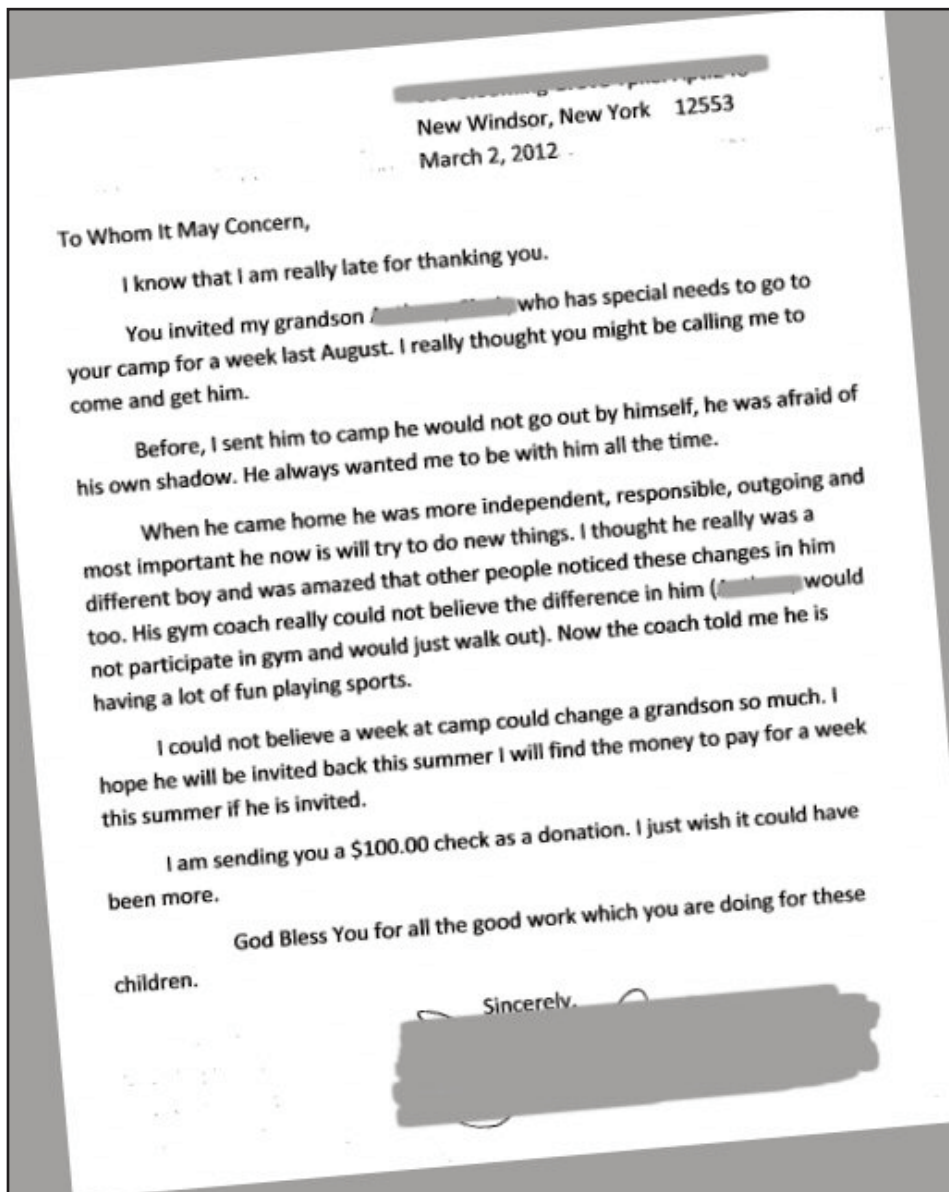 New Windsor, New York 12553
March 2, 2012
To Whom It May Concern,
I know that I am really late for thanking you.
You invited my grandson who has special needs to go to
your camp for a week last August. I really thought you might be calling me to
come and get him.
Before, I sent him to camp he would not go out by himself, he was afraid of
his own shadow. He always wanted me to be with him all the time.
When he came home he was more independent, responsible, outgoing and
most important he now is will try to do new things. I thought he really was a
different boy and was amazed that other people noticed these changes in him
too. His gym coach really could not believe the difference in him ( would
not participate in gym and would just walk out). Now the coach told me he is
having a lot of fun playing sports.
I could not believe a week at camp could change a grandson so much. I
hope he will be invited back this summer I will find the money to pay for a week
this summer if he is invited.
I am sending you a $100.00 check as a donation. I just wish it could have
been more.
God Bless You for all the good work which you are doing for these
children.
Sincerely,